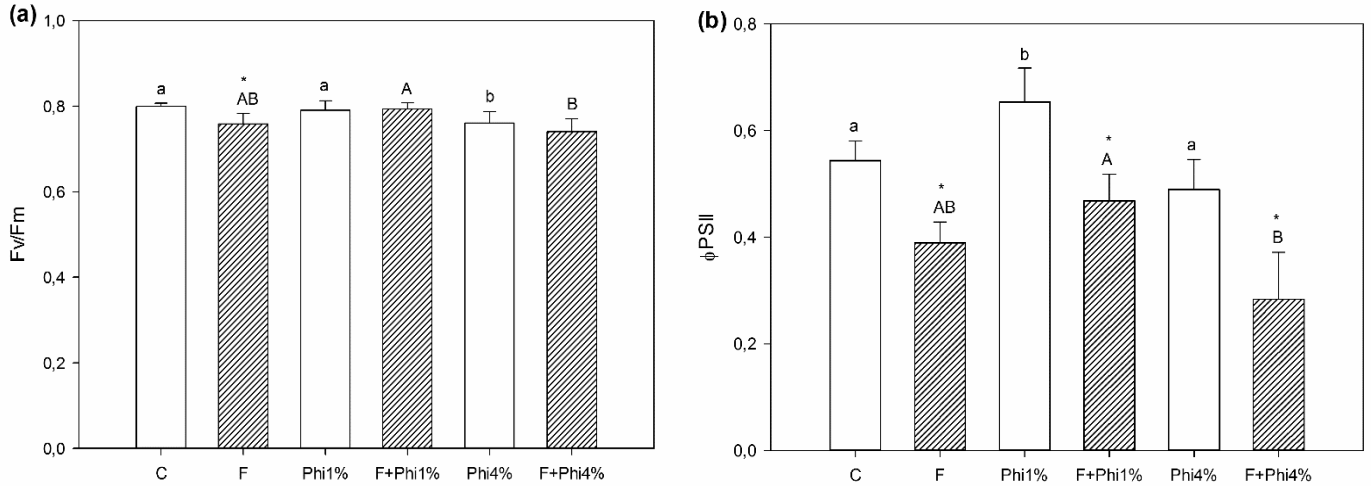 (a)
1,0
0,8
0,6
0,4
0,2
0,0
Fv/Fm
a
*
AB
a
A
b
B
C F Phi1% F+Phi1% Phi4% F+Phi4%
(b)
0,8
0,6
0,4
0,2
0,0
ϕPSII
a
*
AB
b
*
A
a
*
B
C F Phi1% F+Phi1% Phi4% F+Phi4%